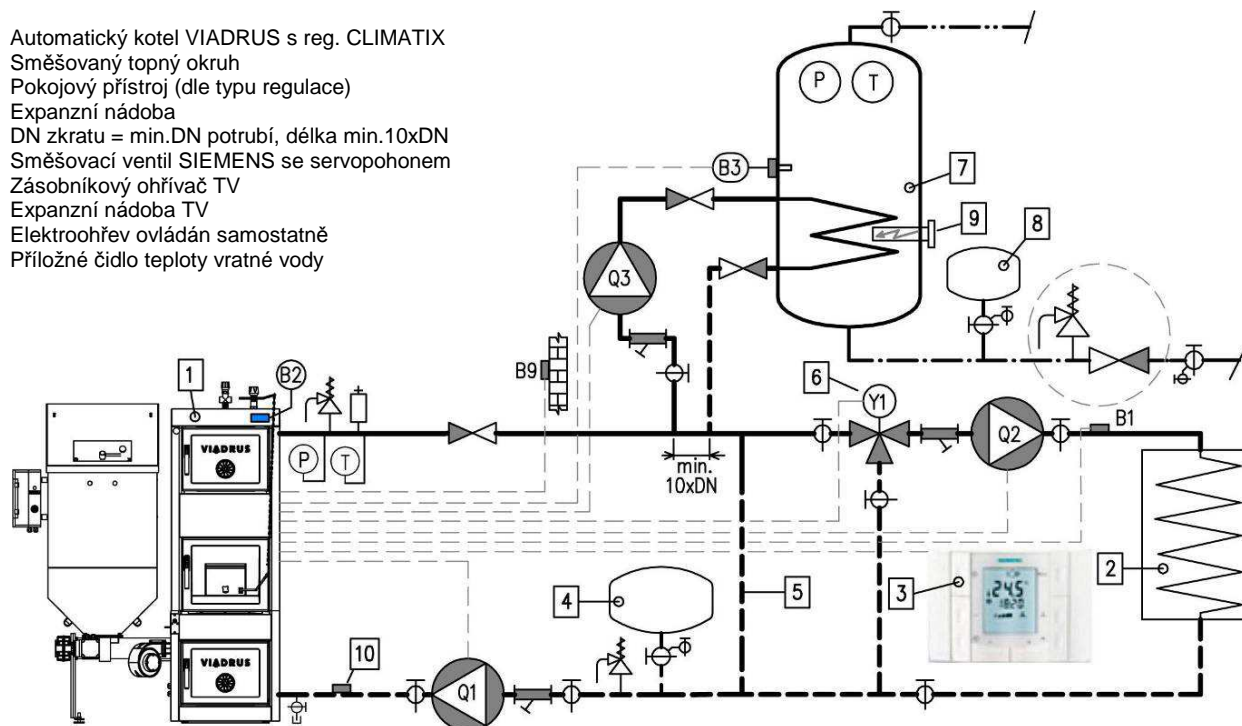 Automatický kotel VIADRUS s reg. CLIMATIX
Směšovaný topný okruh
Pokojový přístroj (dle typu regulace)
Expanzní nádoba
DN zkratu = min.DN potrubí, délka min.10xDN
Směšovací ventil SIEMENS se servopohonem
Zásobníkový ohřívač TV
Expanzní nádoba TV
Elektroohřev ovládán samostatně
Příložné čidlo teploty vratné vody
P
T
B3
7
9
8
Q3
B9
6
1
B2
Y1
B1
Q2
VIADRUS
P
T
min.
10xDN
SIEMENS
4
5
3
24.5
2
10
VIADRUS
Q1